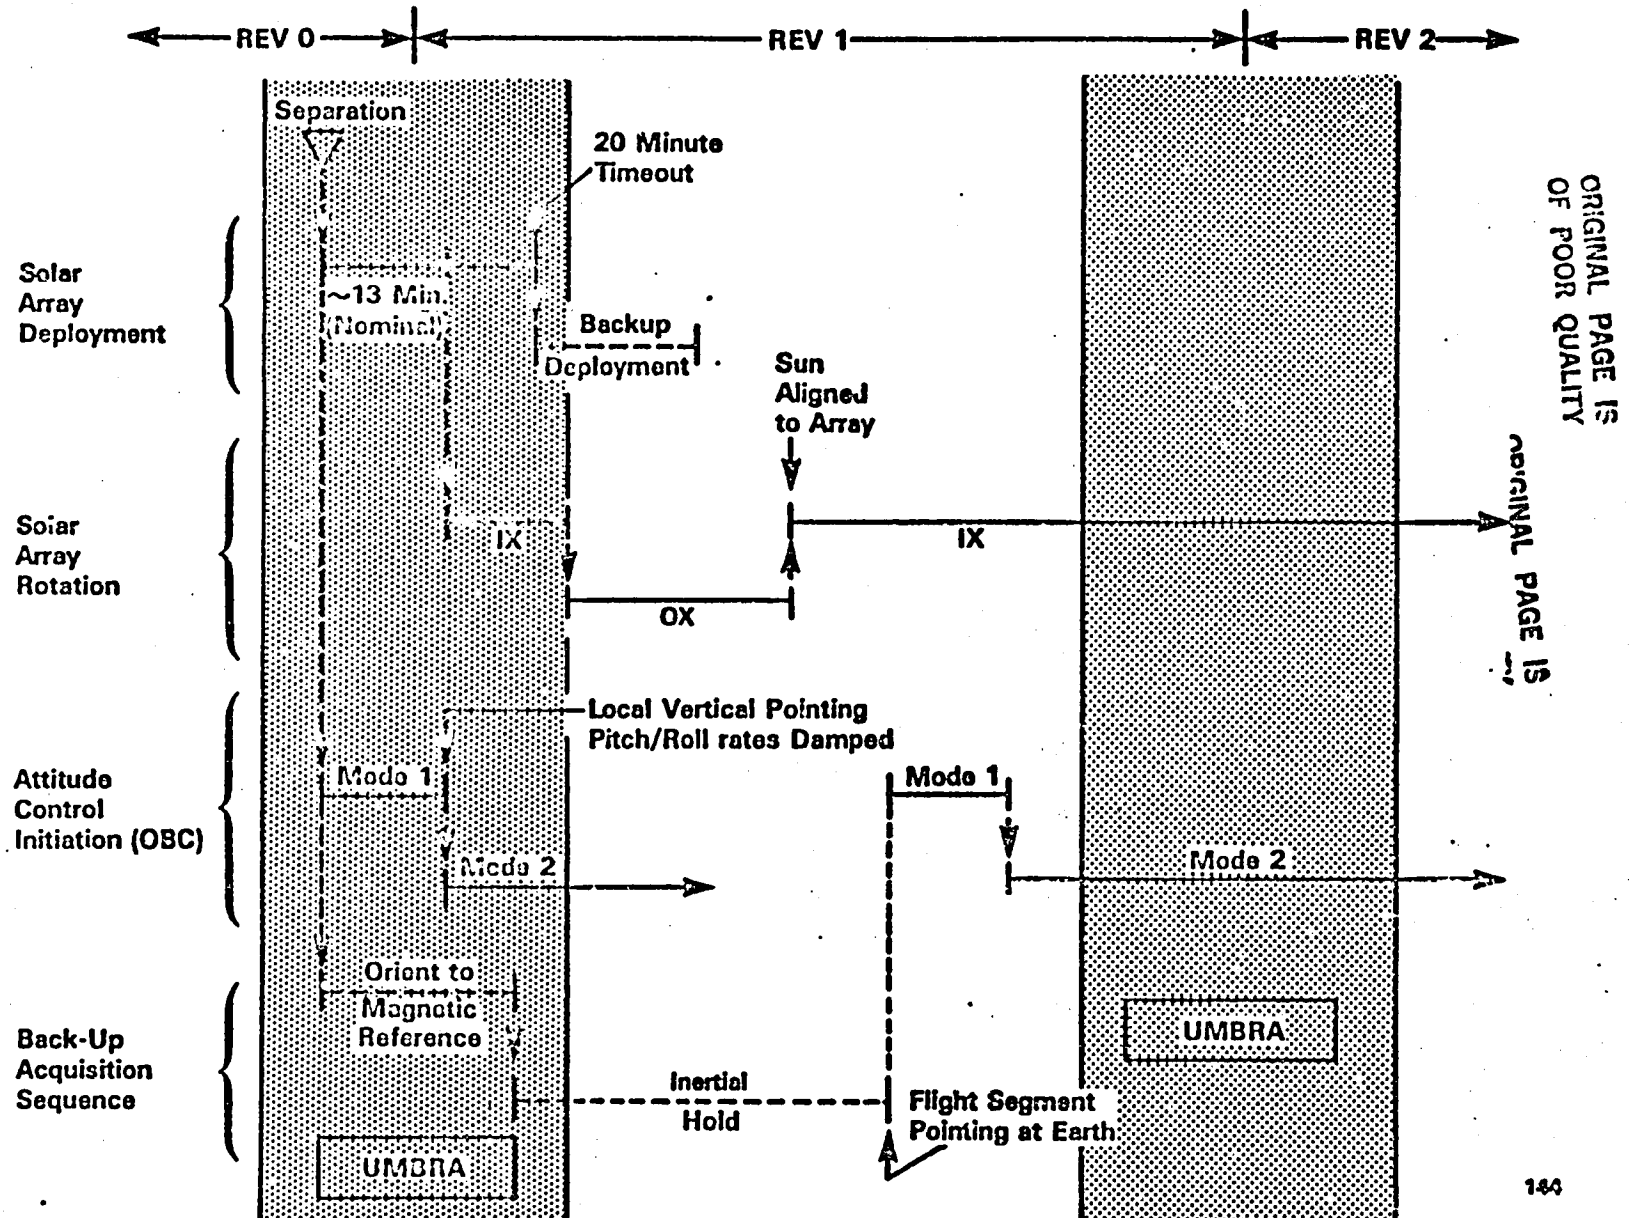 REV 0
REV 1
REV 2
Separation
20 Minute
Timeout
Solar
Array
Deployment
~13 Min.
(Nominal)
Backup
Deployment
Sun
Aligned
to Array
Solar
Array
Rotation
IX
OX
IX
Local Vertical Pointing
Pitch/Roll rates Damped
Attitude
Control
Initiation (OBC)
Mode 1
Mode 2
Mode 1
Mode 2
Orient to
Magnetic
Reference
Back-Up
Acquisition
Sequence
Inertial
Hold
Flight Segment
Pointing at Earth
UMBRA
UMBRA
ORIGINAL PAGE IS
OF POOR QUALITY
ORIGINAL PAGE IS
144